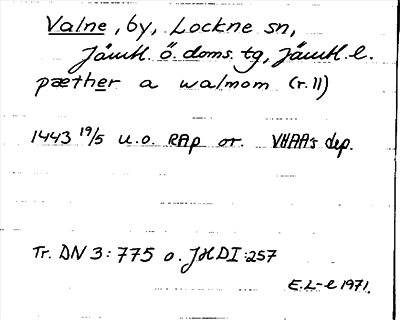 Valne, by, Lockne sn,
Jämtl. ö. doms. tg, Jämtl. l.
pæther a walmom (r. 11)
1443 19/5 u.o. RAp or. VHAAs dep.
Tr. DN 3:775 o. JHD I:257
E.L-l 1971.